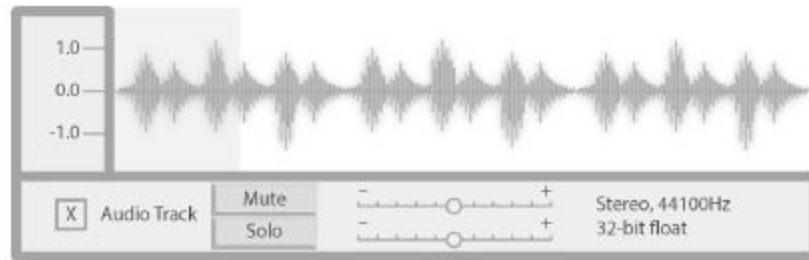 1.0
0.0
-1.0
X
Audio Track
Mute
Solo
- +
- +
Stereo, 44100Hz
32-bit float